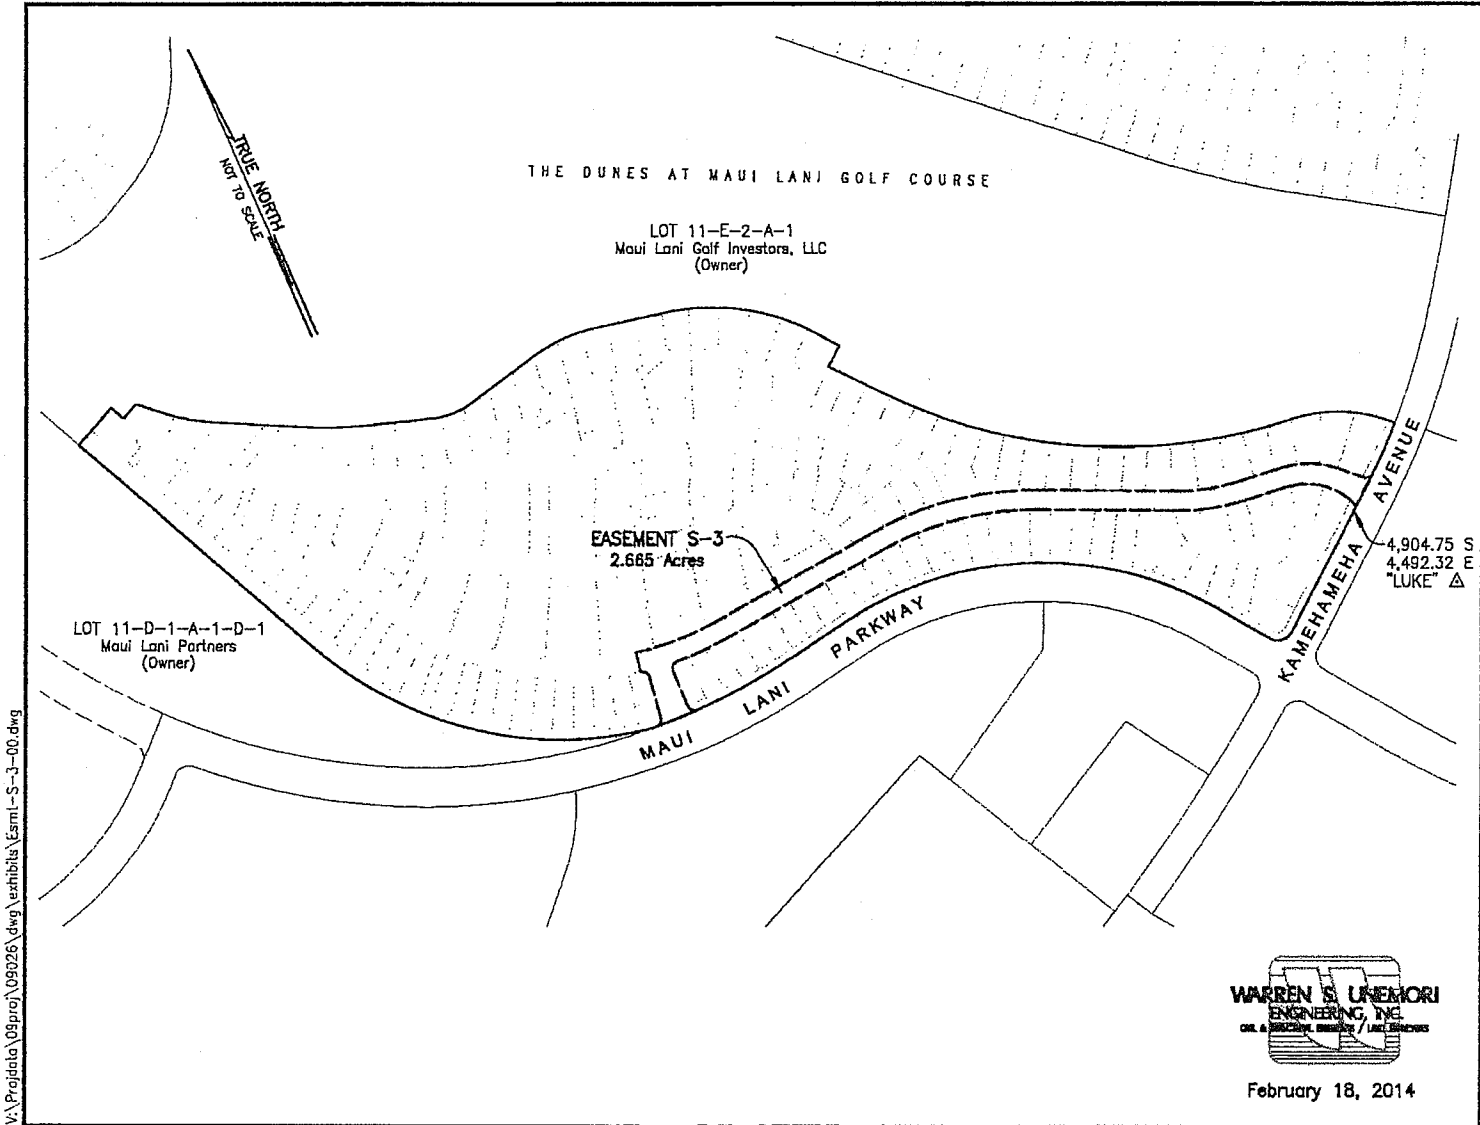 TRUE NORTH
NOT TO SCALE
THE DUNES AT MAUI LANI GOLF COURSE
LOT 11-E-2-A-1
Maui Lani Golf Investors, LLC
(Owner)
EASEMENT S-3
2.665 Acres
KAMEHAMEHA AVENUE
4,904.75 S
4,492.32 E
"LUKE"
LOT 11-D-1-A-1-D-1
Maui Lani Partners
(Owner)
MAUI LANI PARKWAY
V:\Projdata\09proj\09026\dwg\exhibits\Esmt-S-3-00.dwg
WARREN S. UNEMORI
ENGINEERING, INC.
February 18, 2014